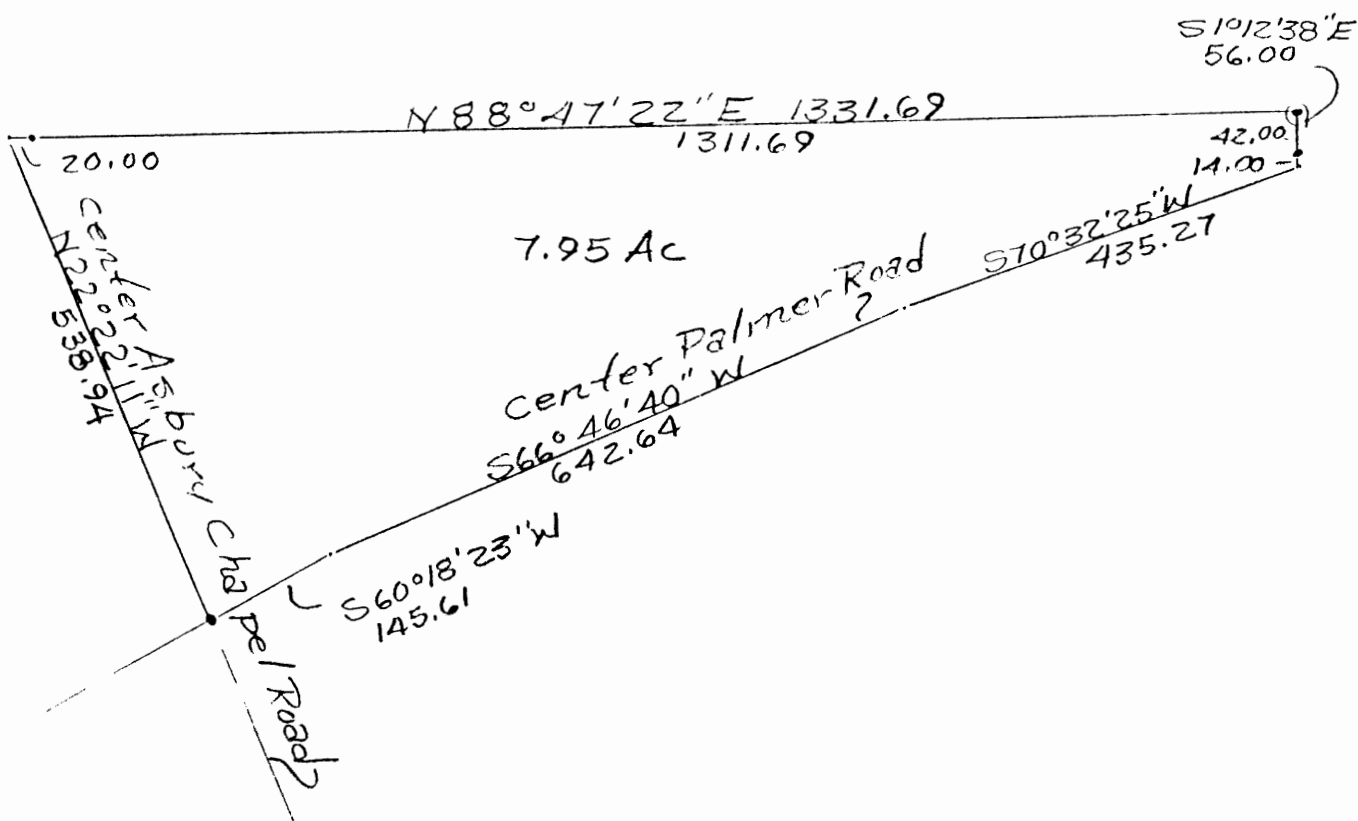 S1°12'38"E
56.00
N88°47'22"E 1331.69
1311.69
20.00
42.00
14.00
7.95 Ac
S70°32'25"W
435.27
center Palmer Road
S66°46'40"W
642.64
center Asbury Chapel Road
N22°22'11"W
538.94
S60°18'23"W
145.61